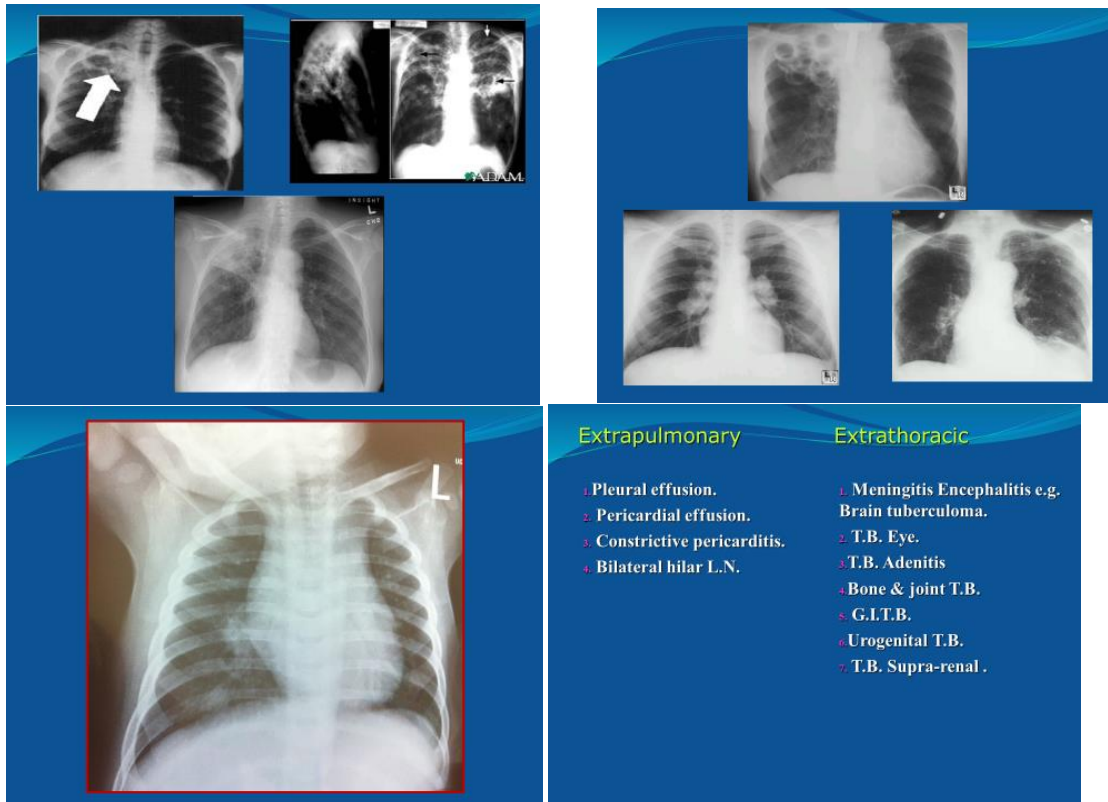 A.D.A.M.
INSIGHT
L
L
Extrapulmonary
1.Pleural effusion.
2. Pericardial effusion.
3. Constrictive pericarditis.
4. Bilateral hilar L.N.
Extrathoracic
1. Meningitis Encephalitis e.g.
Brain tuberculoma.
2. T.B. Eye.
3.T.B. Adenitis
4.Bone & joint T.B.
5. G.I.T.B.
6.Urogenital T.B.
7. T.B. Supra-renal .